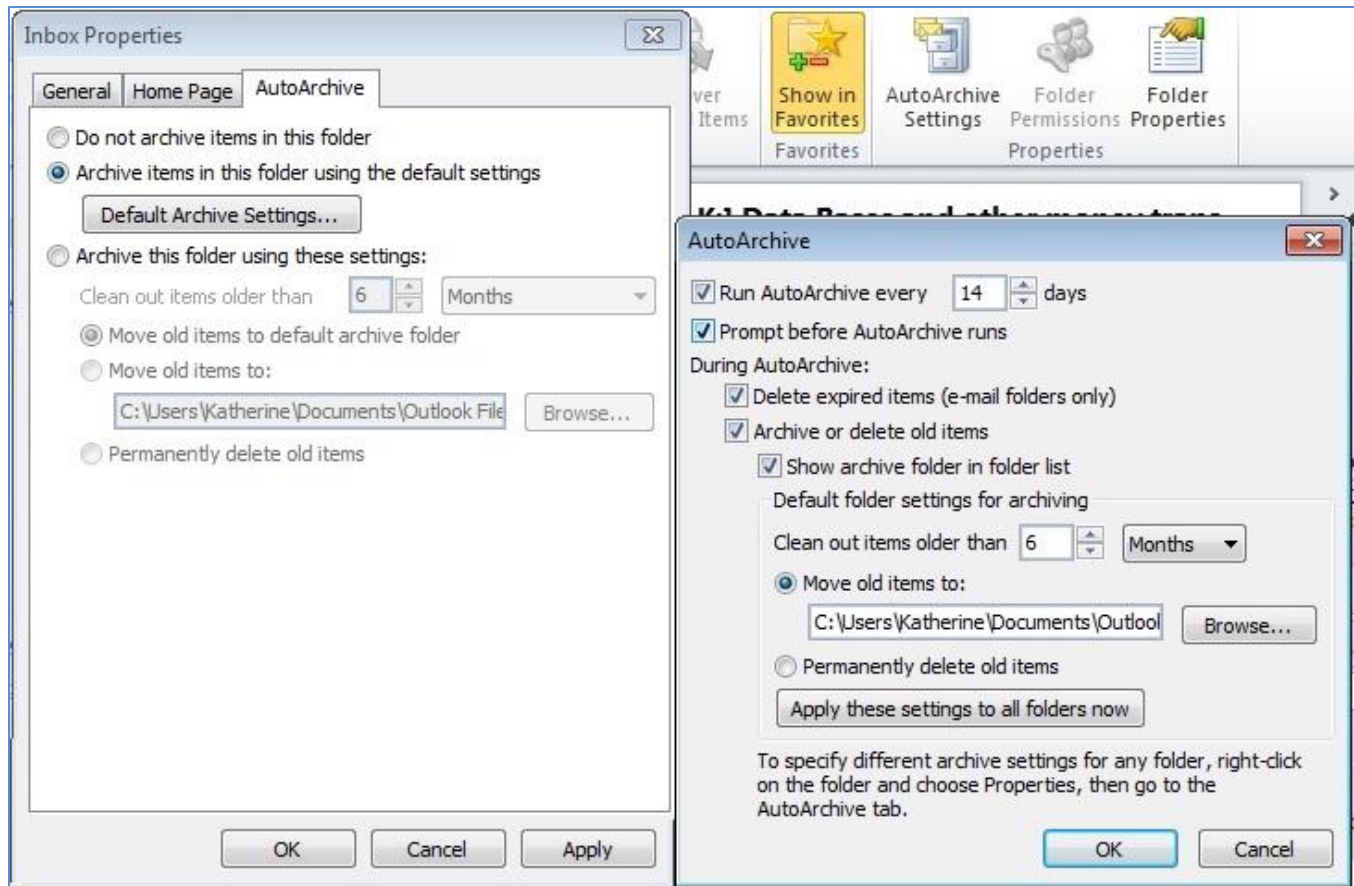 Inbox Properties
General Home Page AutoArchive
Do not archive items in this folder
Archive items in this folder using the default settings
Default Archive Settings...
Archive this folder using these settings:
Clean out items older than 6 Months
Move old items to default archive folder
Move old items to:
C:\Users\Katherine\Documents\Outlook File Browse...
Permanently delete old items
OK Cancel Apply
ver Items
Show in Favorites
AutoArchive Settings
Folder Permissions
Folder Properties
Favorites Properties
AutoArchive
Run AutoArchive every 14 days
Prompt before AutoArchive runs
During AutoArchive:
Delete expired items (e-mail folders only)
Archive or delete old items
Show archive folder in folder list
Default folder settings for archiving
Clean out items older than 6 Months
Move old items to:
C:\Users\Katherine\Documents\Outlool Browse...
Permanently delete old items
Apply these settings to all folders now
To specify different archive settings for any folder, right-click
on the folder and choose Properties, then go to the
AutoArchive tab.
OK Cancel